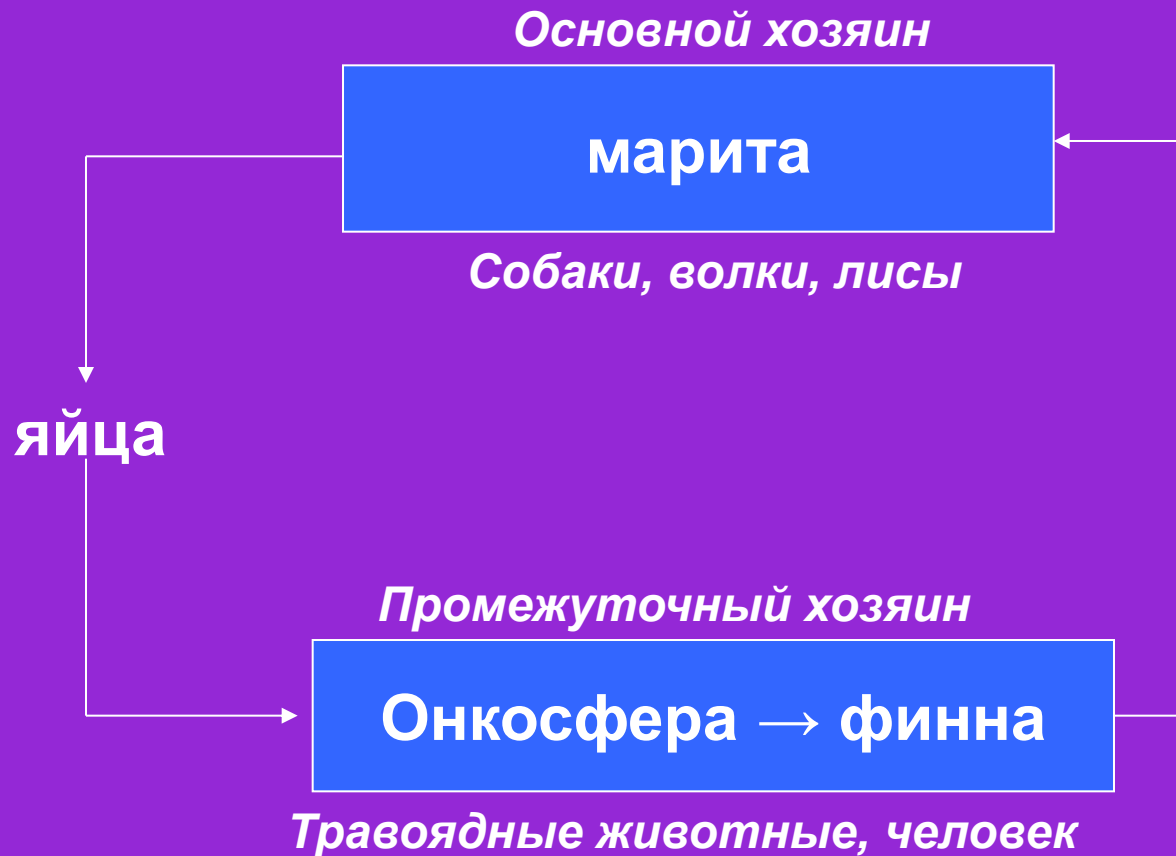 Основной хозяин
марита
Собаки, волки, лисы
яйца
Промежуточный хозяин
Онкосфера → финна
Травоядные животные, человек